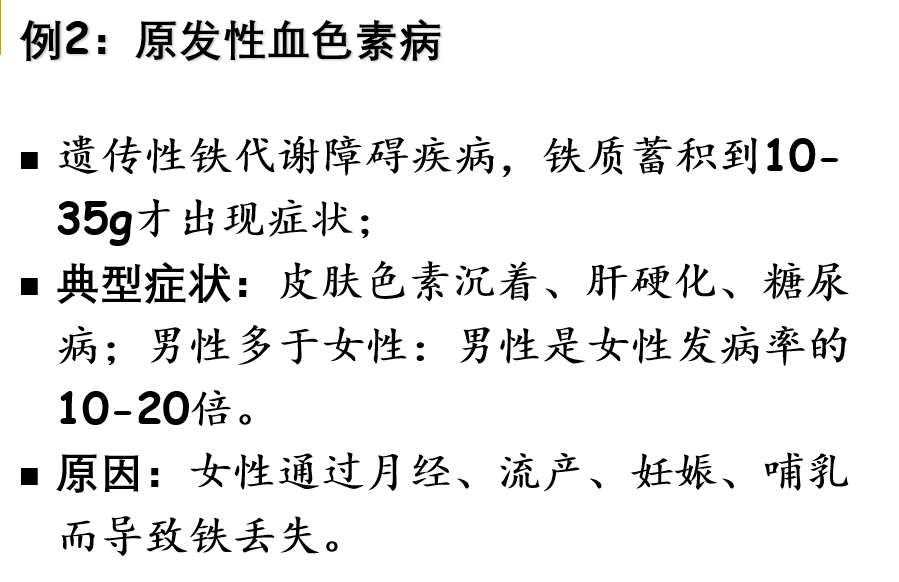 例2：原发性血色素病
■ 遗传性铁代谢障碍疾病，铁质蓄积到10-
35g才出现症状；
■ 典型症状：皮肤色素沉着、肝硬化、糖尿
病；男性多于女性：男性是女性发病率的
10-20倍。
■ 原因：女性通过月经、流产、妊娠、哺乳
而导致铁丢失。